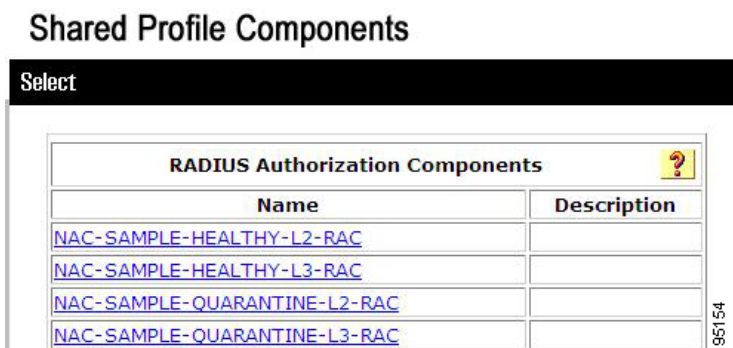 Shared Profile Components
Select
RADIUS Authorization Components ?
Name Description
NAC-SAMPLE-HEALTHY-L2-RAC
NAC-SAMPLE-HEALTHY-L3-RAC
NAC-SAMPLE-QUARANTINE-L2-RAC
NAC-SAMPLE-QUARANTINE-L3-RAC
95154